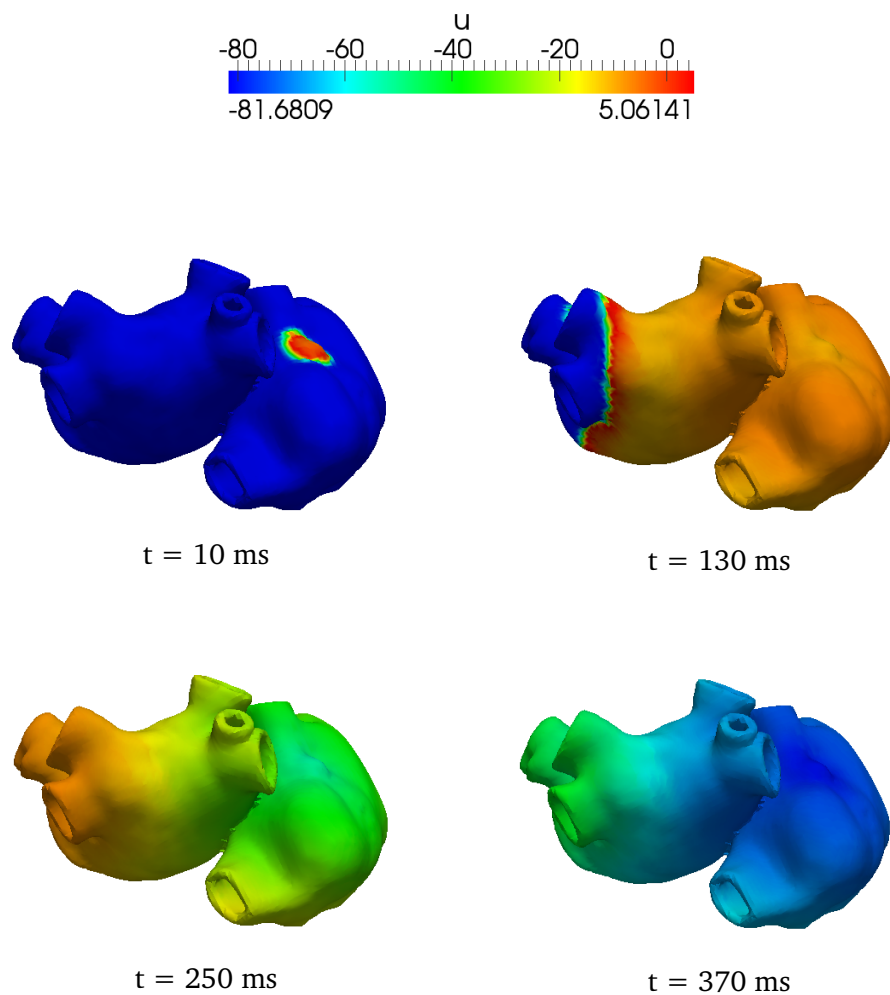 u
-80 -60 -40 -20 0
-81.6809 5.06141
t = 10 ms
t = 130 ms
t = 250 ms
t = 370 ms